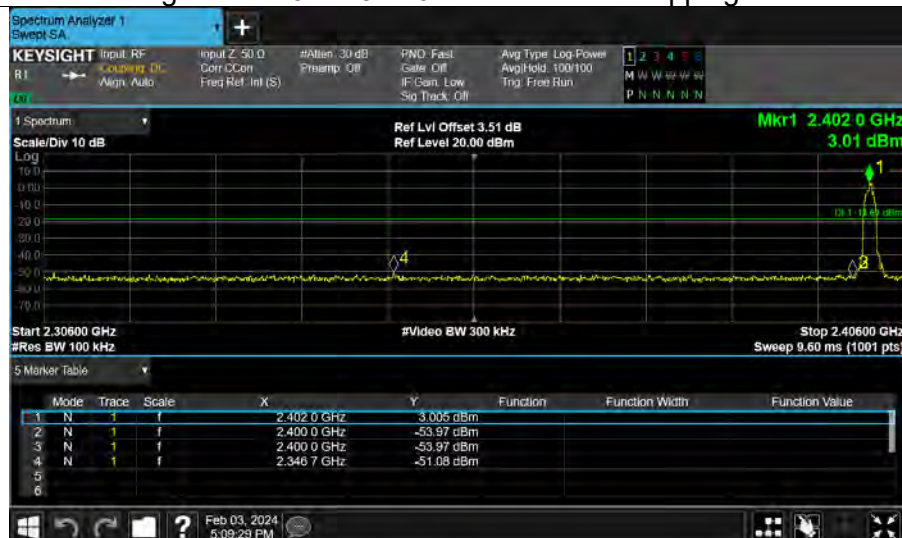 Spectrum Analyzer 1
Swept SA
+
KEYSIGHT Input: RF
R1
Coupling: DC
Align: Auto
Input Z: 50 Ω
Corr CCorr
Freq Ref: Int (S)
#Atten: 30 dB
Preamp: Off
PNO: Fast
Gate: Off
IF Gain: Low
Sig Track: Off
Avg Type: Log-Power
Avg|Hold: 100/100
Trig: Free Run
1 2 3 4 5 6
M W W W W W W
P N N N N N N
1 Spectrum
Scale/Div 10 dB
Ref Lvl Offset 3.51 dB
Ref Level 20.00 dBm
Mkr1 2.402 0 GHz
3.01 dBm
Log
10.0
0.00
-10.0
-20.0
-30.0
-40.0
-50.0
-60.0
-70.0
1
4
Start 2.30600 GHz
#Res BW 100 kHz
#Video BW 300 kHz
Stop 2.40600 GHz
Sweep 9.60 ms (1001 pts)
5 Marker Table
Mode Trace Scale X Y Function Function Width Function Value
1 N 1 f 2.402 0 GHz 3.005 dBm
2 N 1 f 2.400 0 GHz -53.97 dBm
3 N 1 f 2.400 0 GHz -53.97 dBm
4 N 1 f 2.346 7 GHz -51.08 dBm
5
6
?
Feb 03, 2024
5:09:29 PM